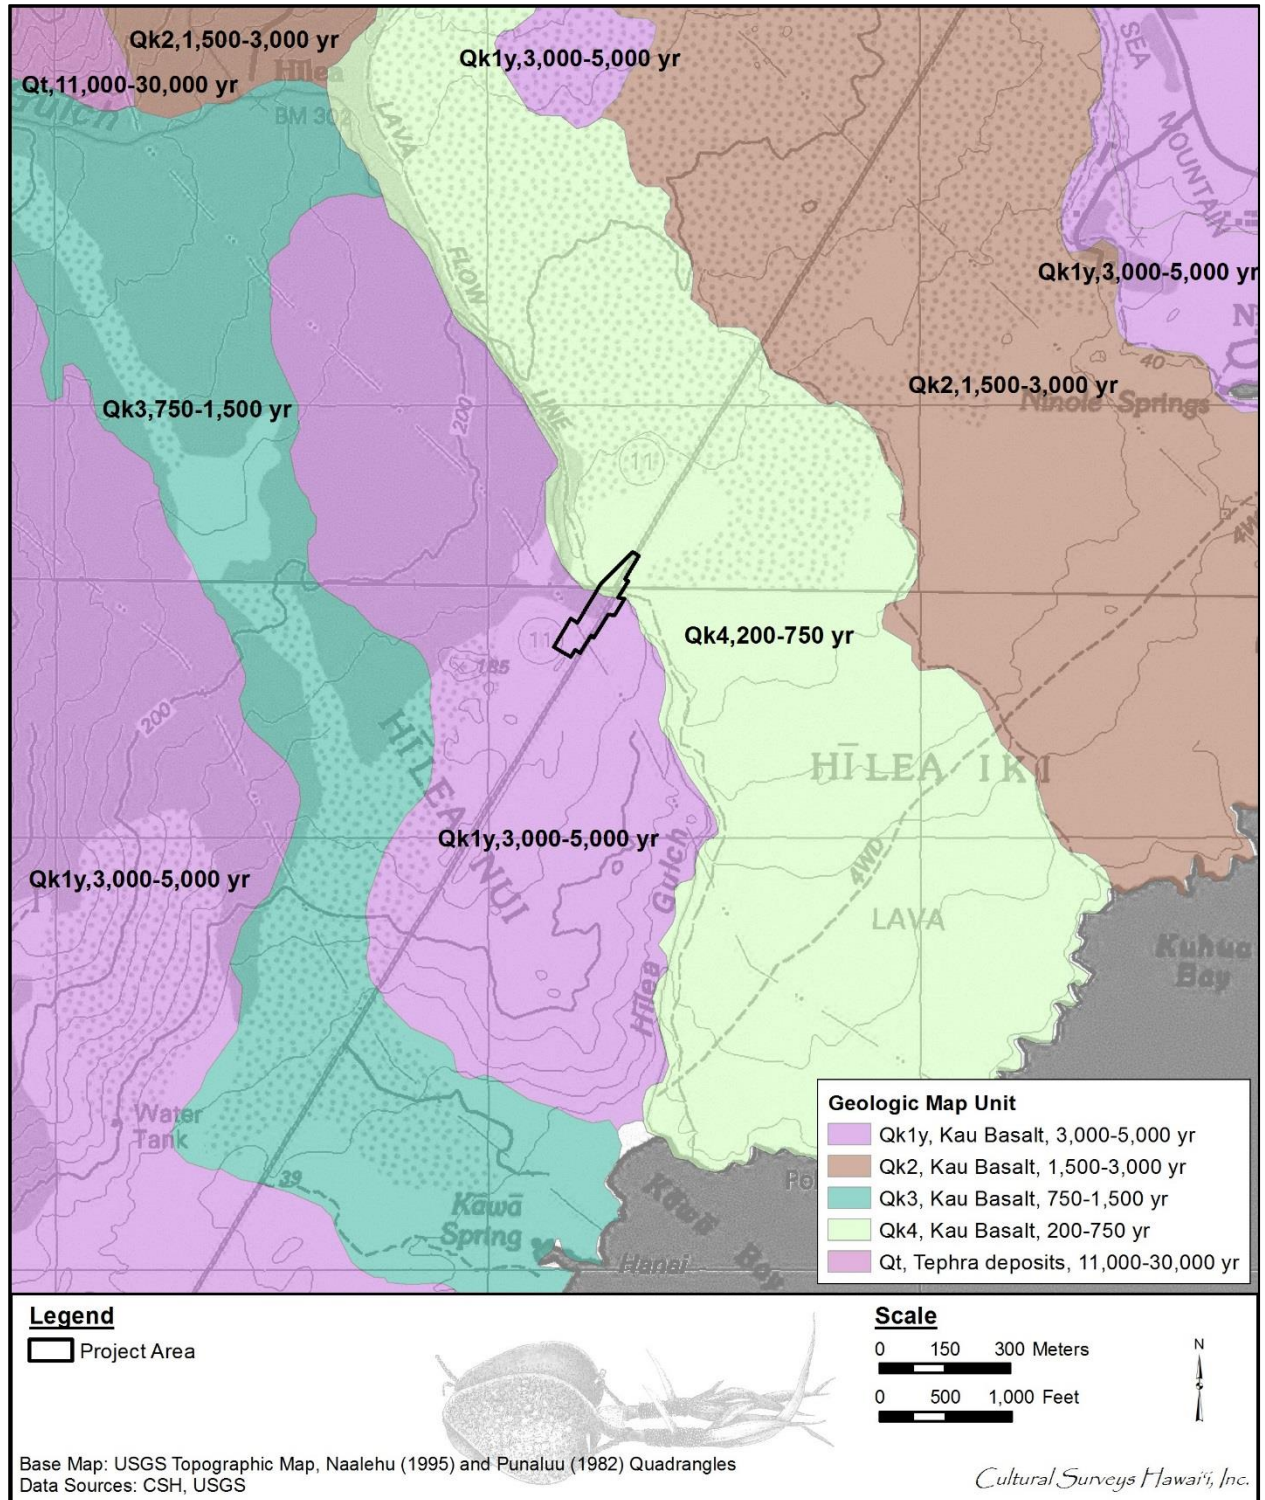 Qk2,1,500-3,000 yr
Hīlea
Qt,11,000-30,000 yr
Gulch
BM 302
Qk1y,3,000-5,000 yr
SEA
MOUNTAIN
LAVA
FLOW
LINE
Qk1y,3,000-5,000 yr
N
40
Qk2,1,500-3,000 yr
Ninole Springs
Qk3,750-1,500 yr
200
11
4WD
Qk4,200-750 yr
11
185
200
HĪLEA NUI
HĪLEA IKI
Qk1y,3,000-5,000 yr
Qk1y,3,000-5,000 yr
4WD
LAVA
Hīlea Gulch
Kuhua
Bay
Water
Tank
39
Kāwā
Spring
Kāwā Bay
Hanai
Geologic Map Unit
Qk1y, Kau Basalt, 3,000-5,000 yr
Qk2, Kau Basalt, 1,500-3,000 yr
Qk3, Kau Basalt, 750-1,500 yr
Qk4, Kau Basalt, 200-750 yr
Qt, Tephra deposits, 11,000-30,000 yr
Legend
Project Area
Scale
0 150 300 Meters
0 500 1,000 Feet
N
Base Map: USGS Topographic Map, Naalehu (1995) and Punaluu (1982) Quadrangles
Data Sources: CSH, USGS
Cultural Surveys Hawaiʻi, Inc.